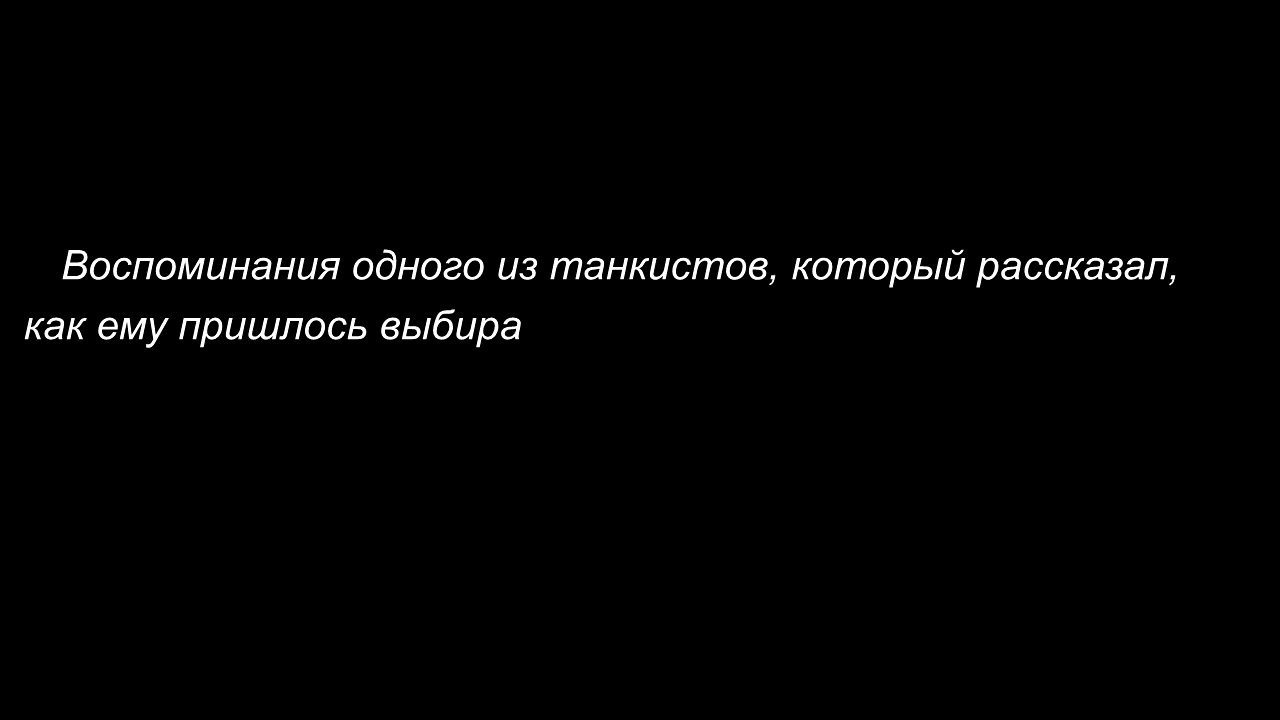 Воспоминания одного из танкистов, который рассказал,
как ему пришлось выбира